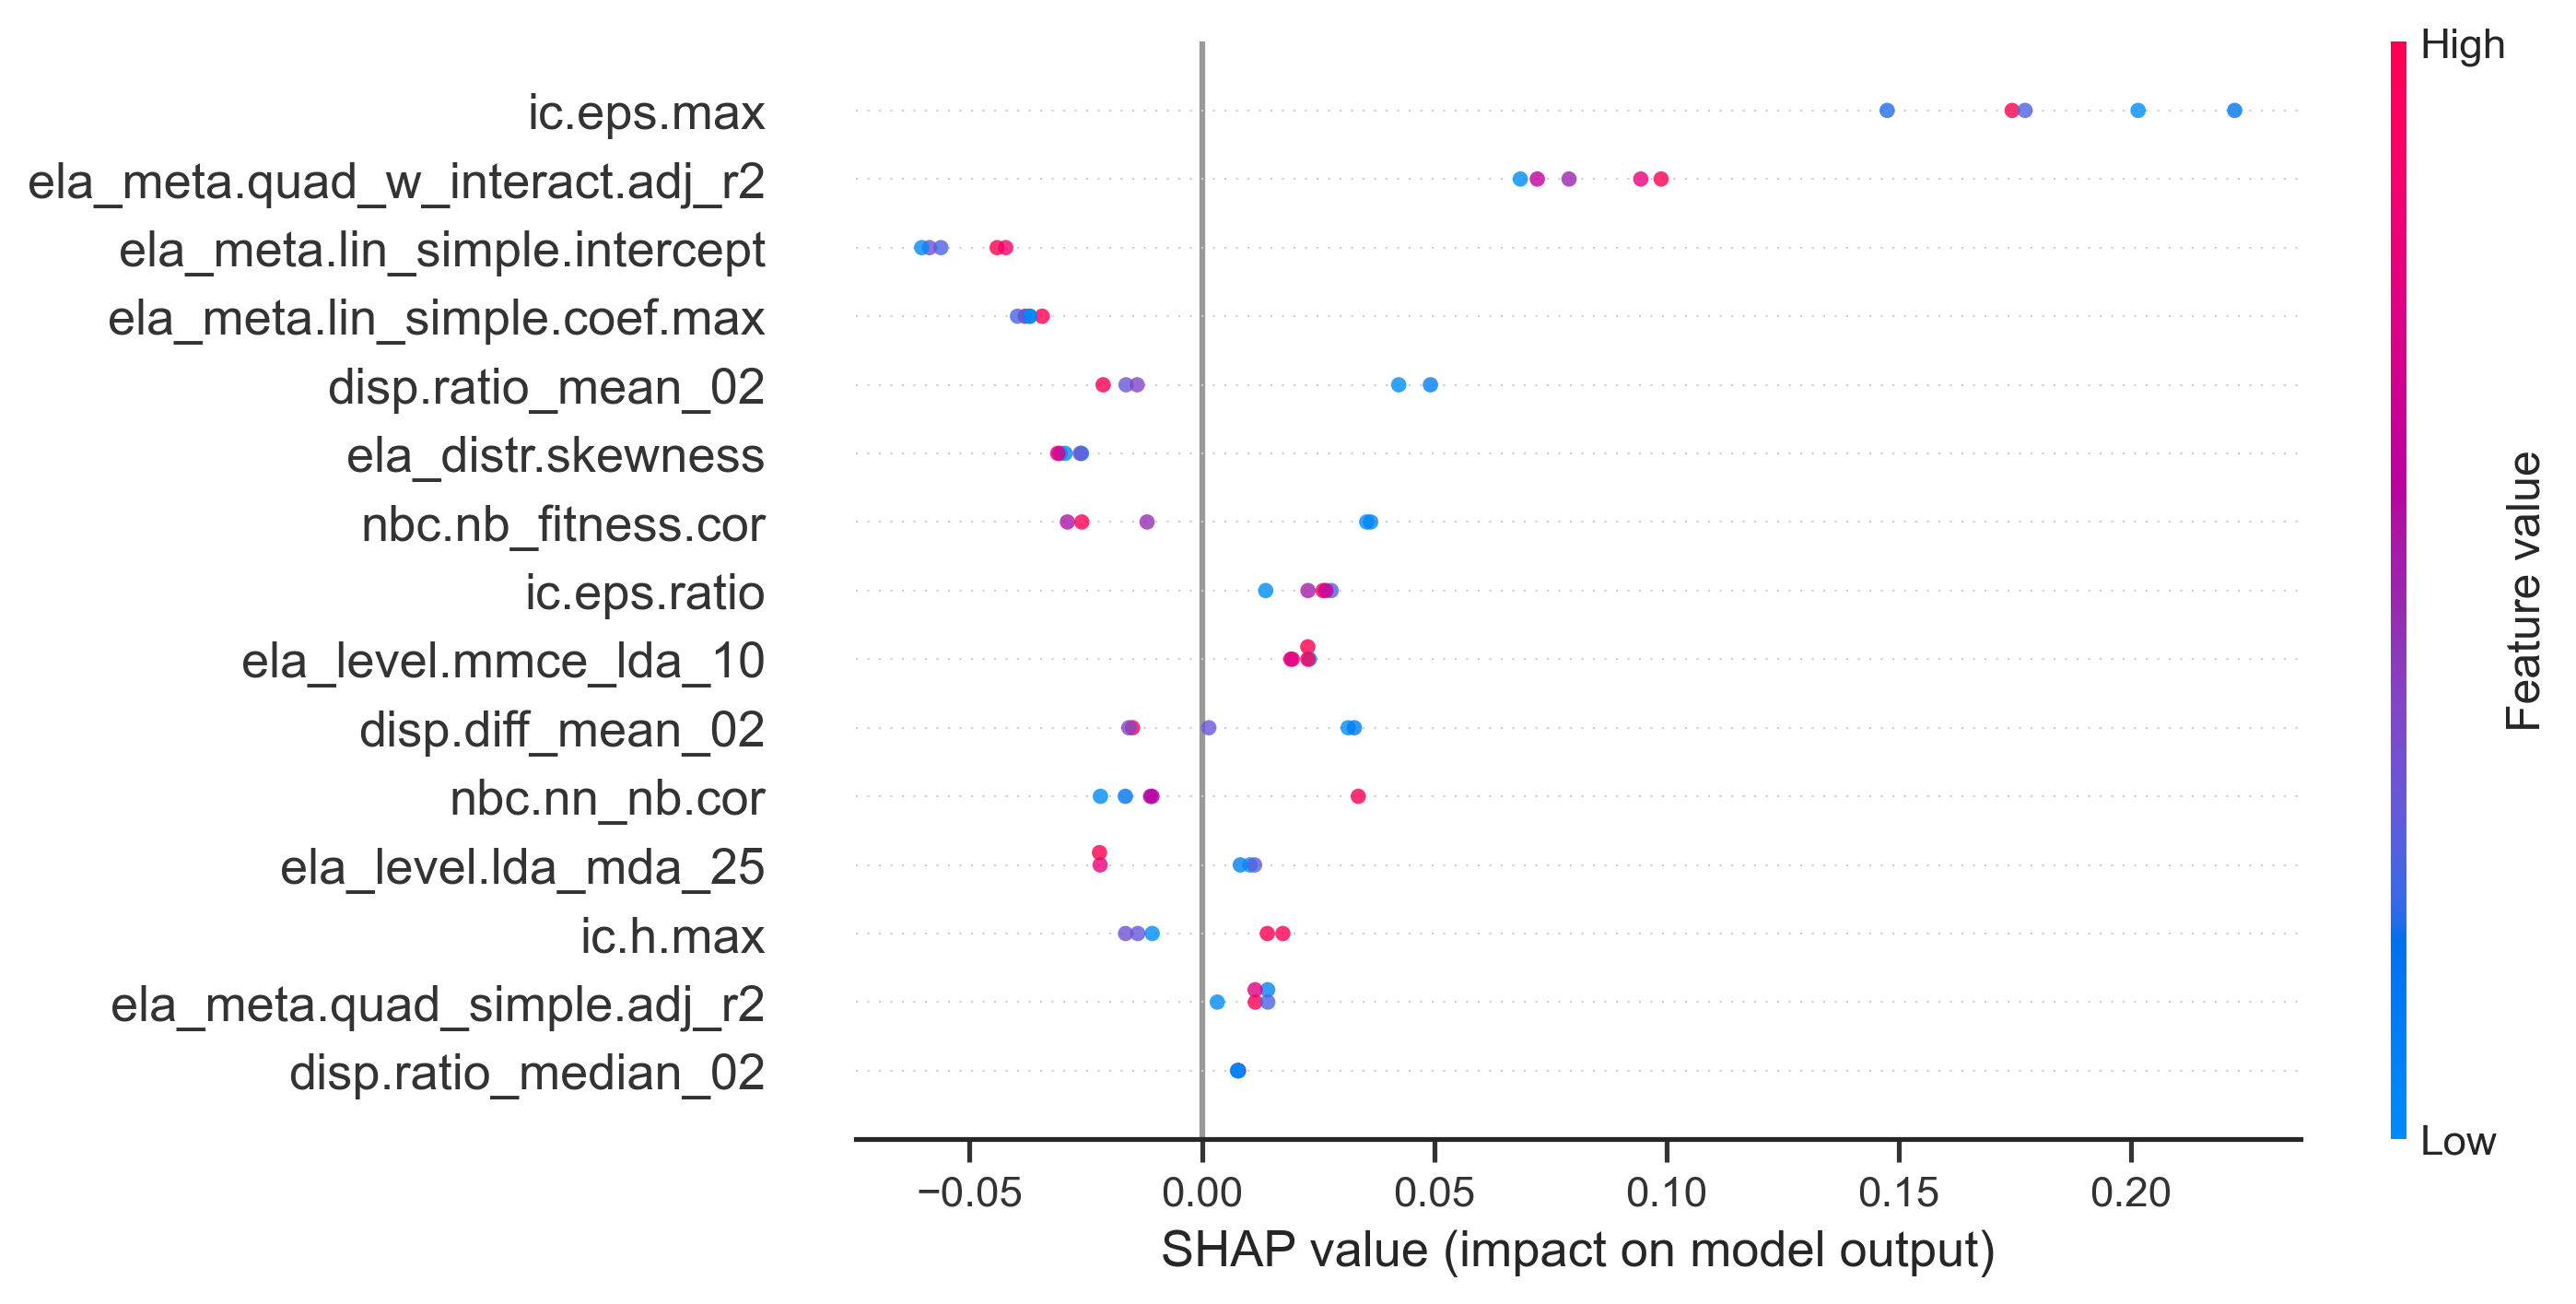 High
ic.eps.max
ela_meta.quad_w_interact.adj_r2
ela_meta.lin_simple.intercept
ela_meta.lin_simple.coef.max
disp.ratio_mean_02
ela_distr.skewness
nbc.nb_fitness.cor
ic.eps.ratio
ela_level.mmce_lda_10
disp.diff_mean_02
nbc.nn_nb.cor
ela_level.lda_mda_25
ic.h.max
ela_meta.quad_simple.adj_r2
disp.ratio_median_02
Feature value
Low
−0.05 0.00 0.05 0.10 0.15 0.20
SHAP value (impact on model output)